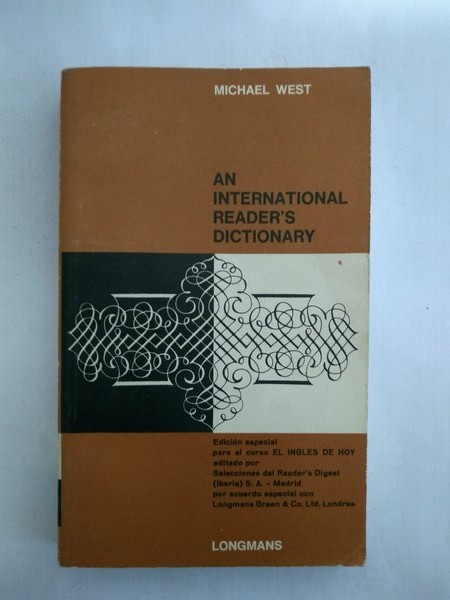 MICHAEL WEST
AN
INTERNATIONAL
READER'S
DICTIONARY
Edición especial
para el curso EL INGLES DE HOY
editado por
Selecciones del Reader's Digest
(Iberia) S. A. - Madrid
por acuerdo especial con
Longmans Green & Co. Ltd. Londres
LONGMANS